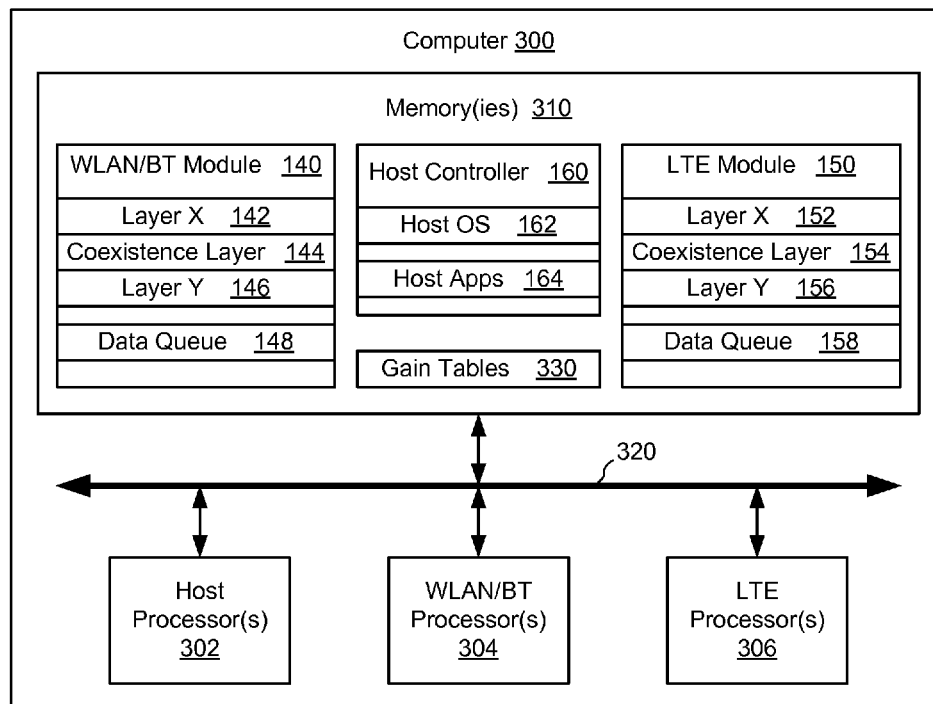 Computer 300
Memory(ies) 310
WLAN/BT Module 140
Layer X 142
Coexistence Layer 144
Layer Y 146
Data Queue 148
Host Controller 160
Host OS 162
Host Apps 164
Gain Tables 330
LTE Module 150
Layer X 152
Coexistence Layer 154
Layer Y 156
Data Queue 158
320
Host
Processor(s)
302
WLAN/BT
Processor(s)
304
LTE
Processor(s)
306